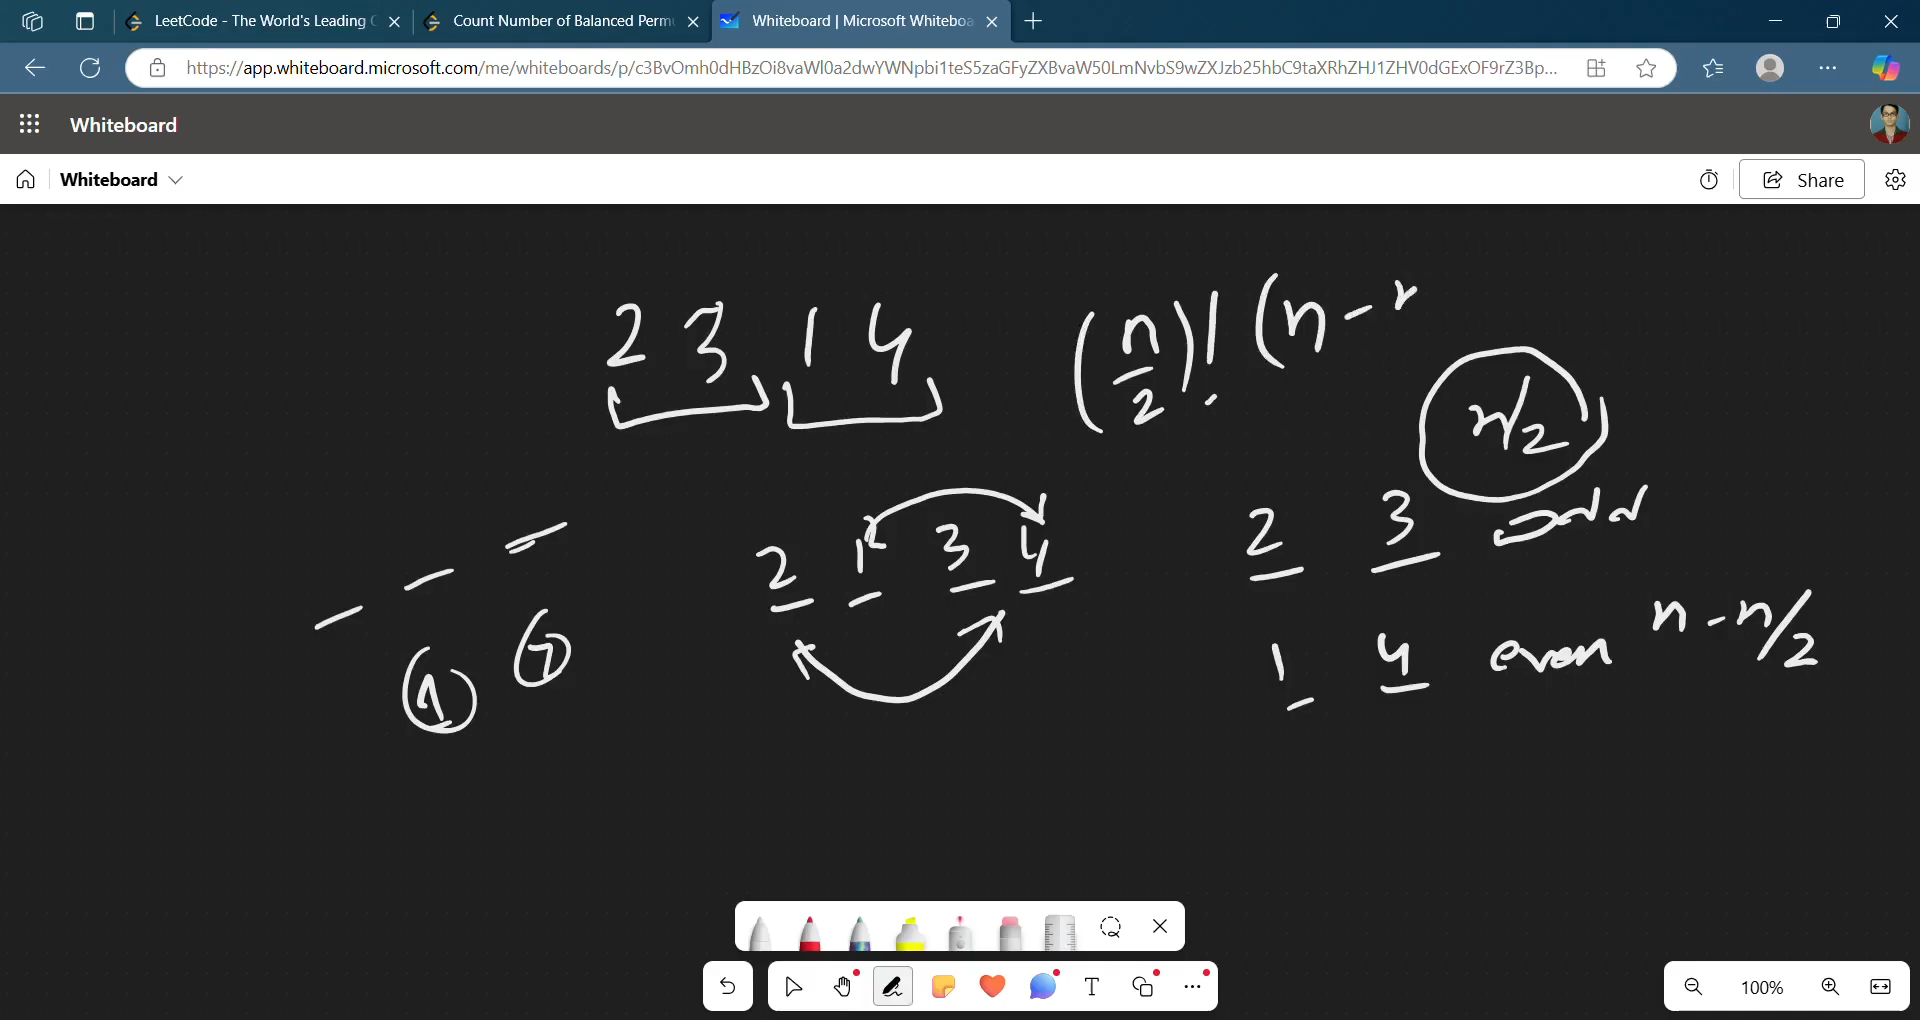 LeetCode - The World's Leading
Count Number of Balanced Perm
Whiteboard | Microsoft Whiteboa
https://app.whiteboard.microsoft.com/me/whiteboards/p/c3BvOmh0dHBzOi8vaWl0a2dwYWNpbi1teS5zaGFyZXBvaW50LmNvbS9wZXJzb25hbC9taXRhZHJ1ZHV0dGExOF9rZ3Bp...
Whiteboard
Whiteboard
Share
2 3 1 4 (n/2)! (n-r
n/2
2 1 3 4 2 3 odd
1 7 1 4 even n-n/2
T
100%